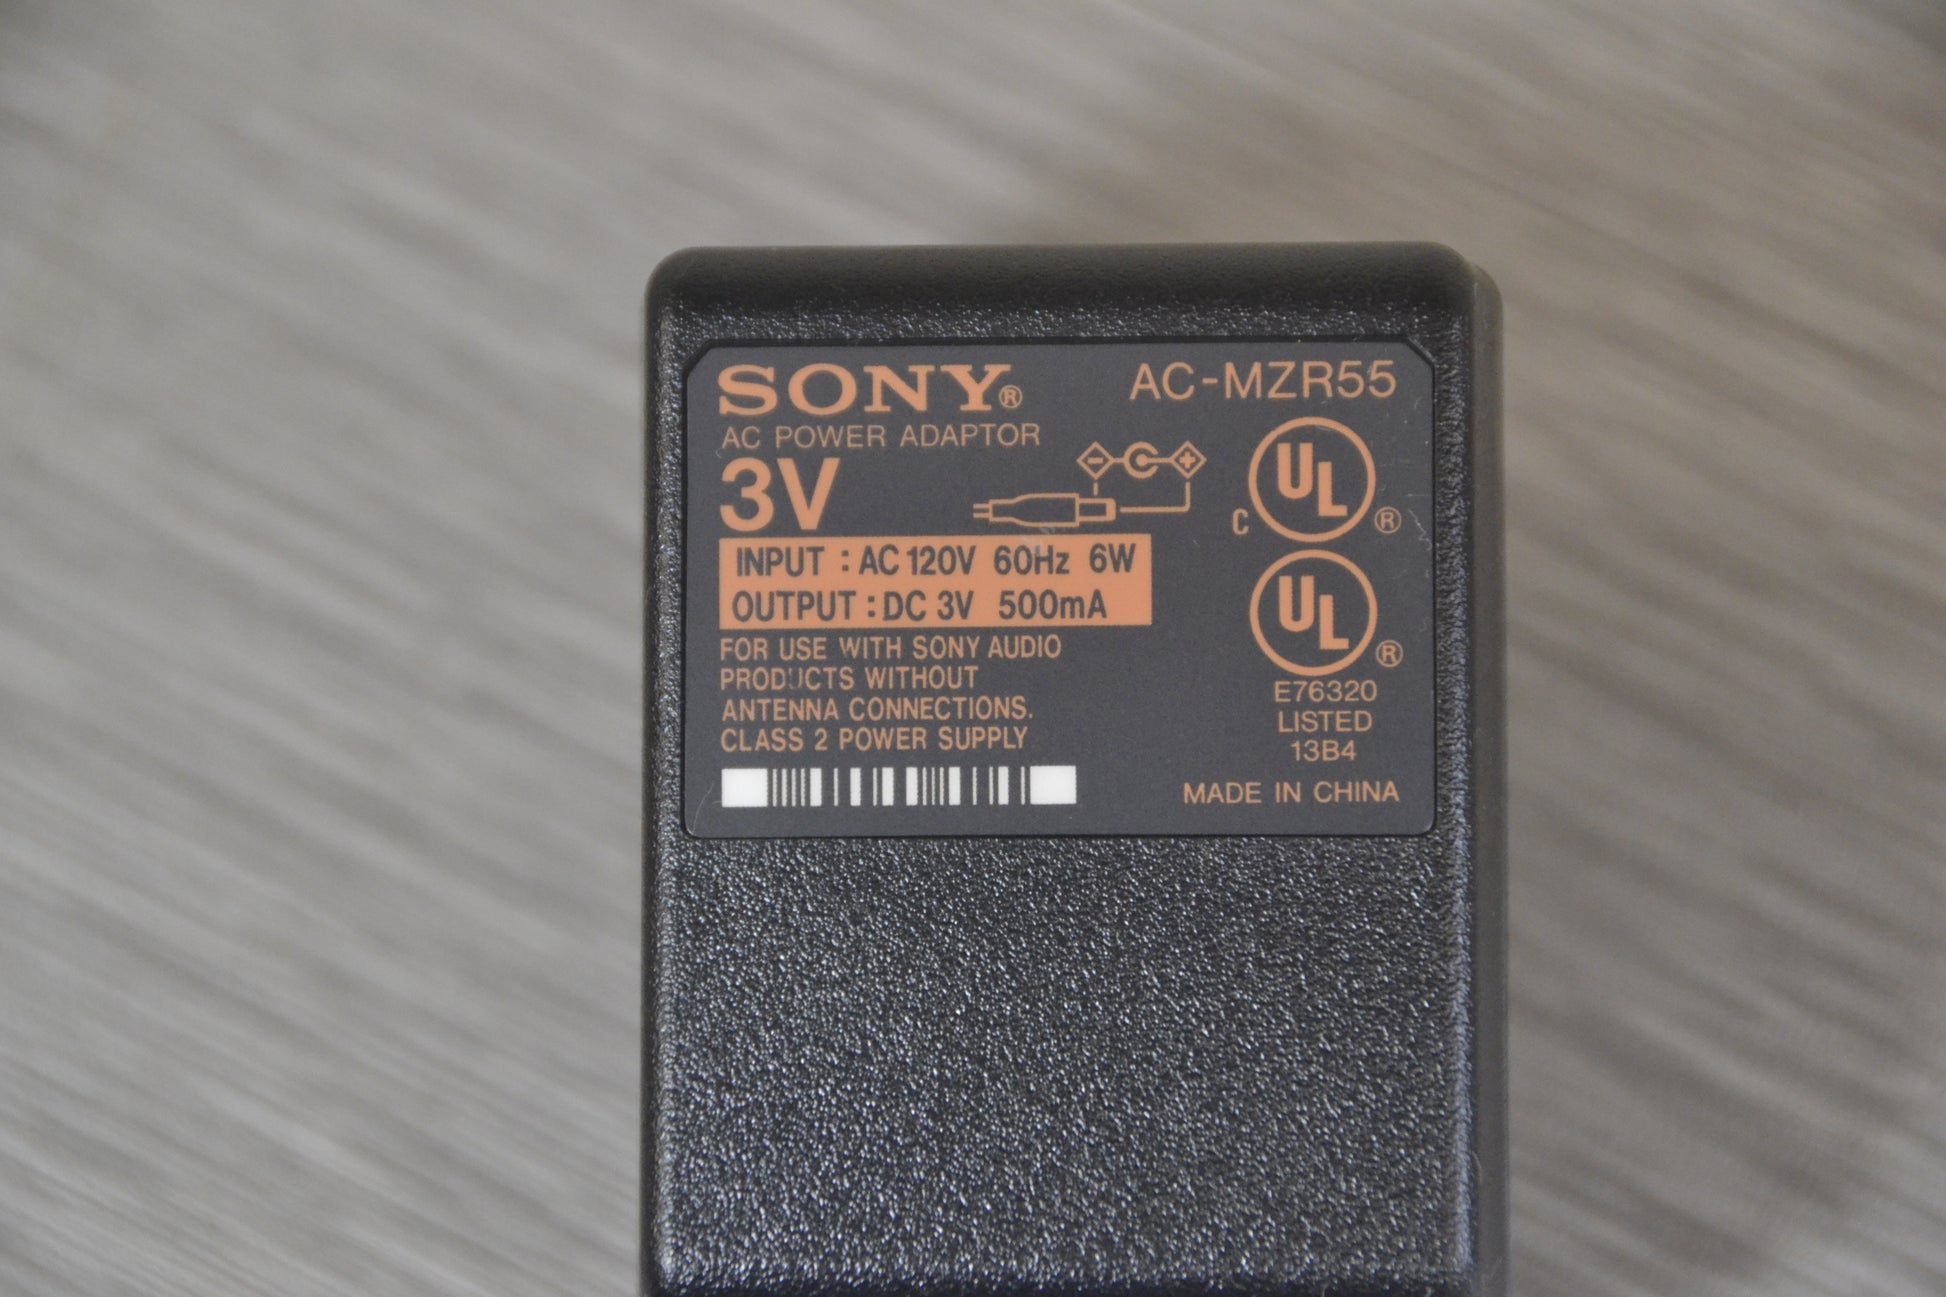 SONY®
AC-MZR55
AC POWER ADAPTOR
3V
INPUT : AC 120V 60Hz 6W
OUTPUT : DC 3V 500mA
FOR USE WITH SONY AUDIO
PRODUCTS WITHOUT
ANTENNA CONNECTIONS.
CLASS 2 POWER SUPPLY
C UL ®
UL ®
E76320
LISTED
13B4
MADE IN CHINA